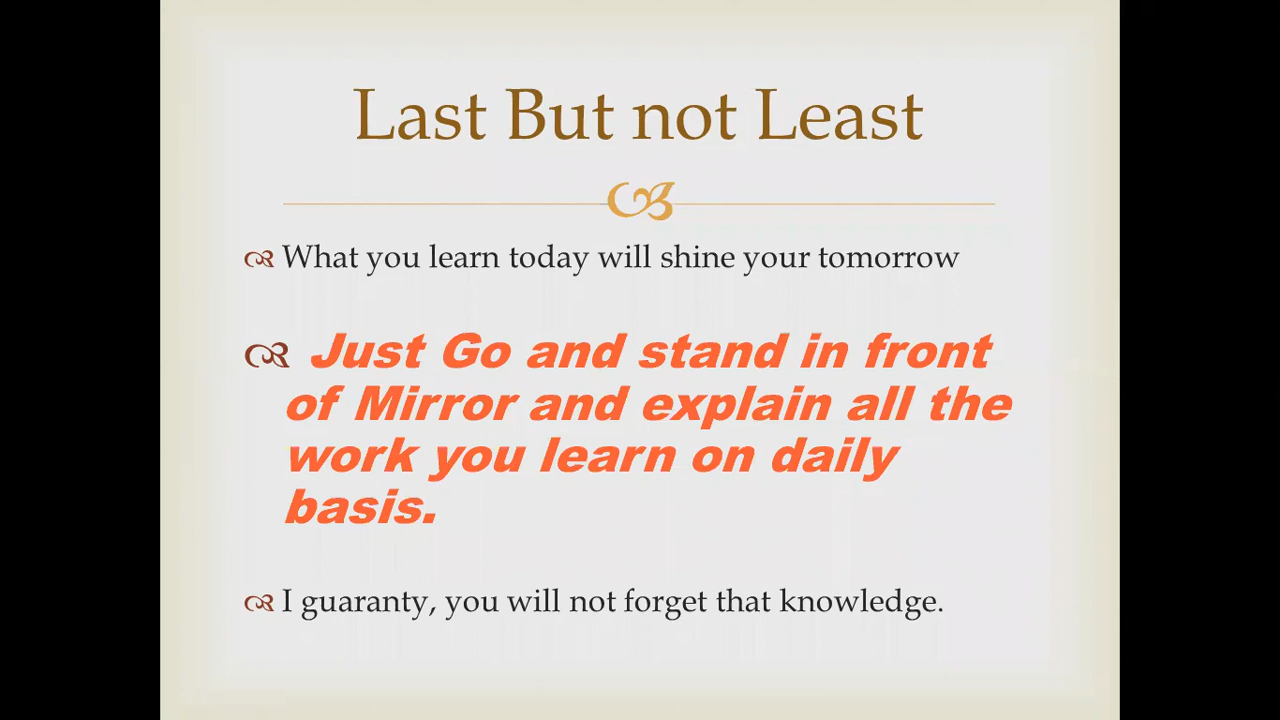 Last But not Least
What you learn today will shine your tomorrow
Just Go and stand in front
of Mirror and explain all the
work you learn on daily
basis.
I guaranty, you will not forget that knowledge.